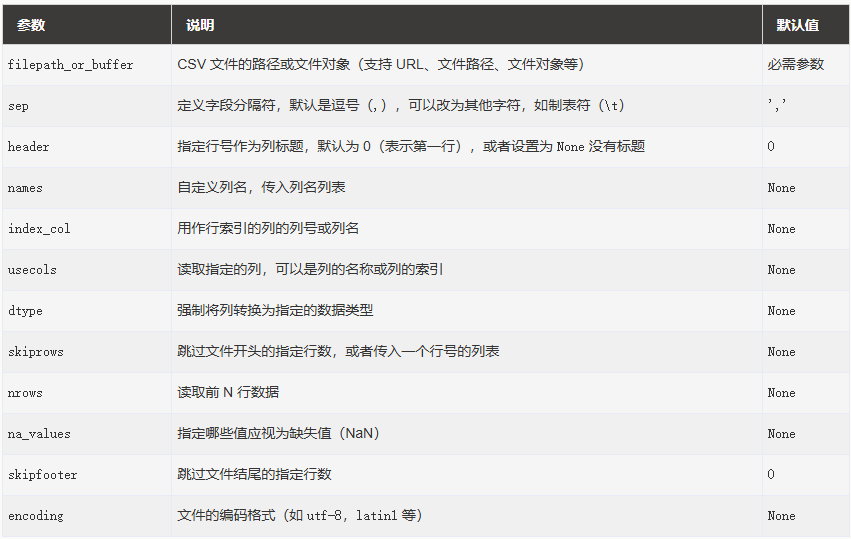 参数 说明 默认值
filepath_or_buffer CSV 文件的路径或文件对象（支持 URL、文件路径、文件对象等） 必需参数
sep 定义字段分隔符，默认是逗号（,），可以改为其他字符，如制表符（\t） ','
header 指定行号作为列标题，默认为 0（表示第一行），或者设置为 None 没有标题 0
names 自定义列名，传入列名列表 None
index_col 用作行索引的列的列号或列名 None
usecols 读取指定的列，可以是列的名称或列的索引 None
dtype 强制将列转换为指定的数据类型 None
skiprows 跳过文件开头的指定行数，或者传入一个行号的列表 None
nrows 读取前 N 行数据 None
na_values 指定哪些值应视为缺失值（NaN） None
skipfooter 跳过文件结尾的指定行数 0
encoding 文件的编码格式（如 utf-8，latin1 等） None